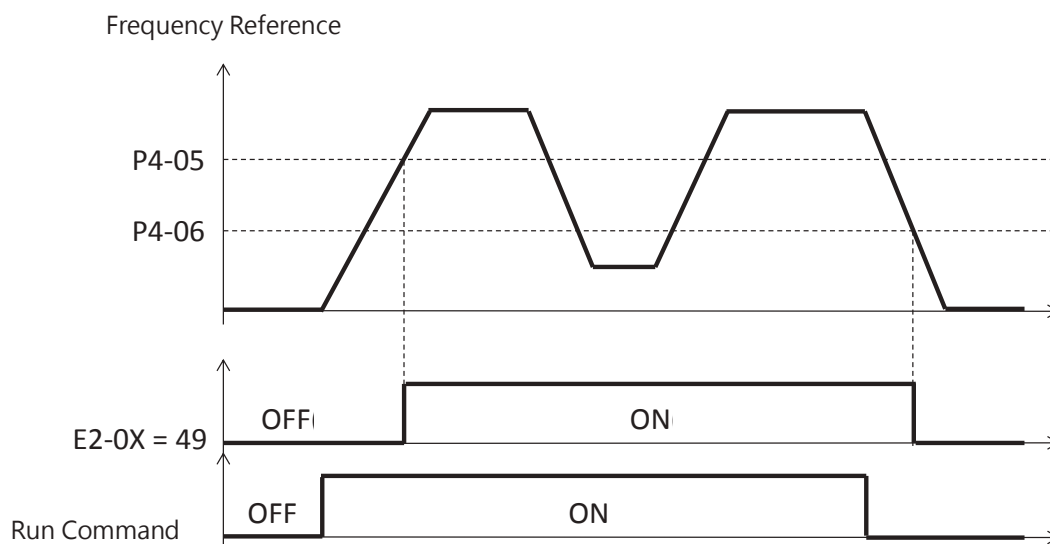 Frequency Reference
P4-05
P4-06
OFF
ON
E2-0X = 49
OFF
ON
Run Command